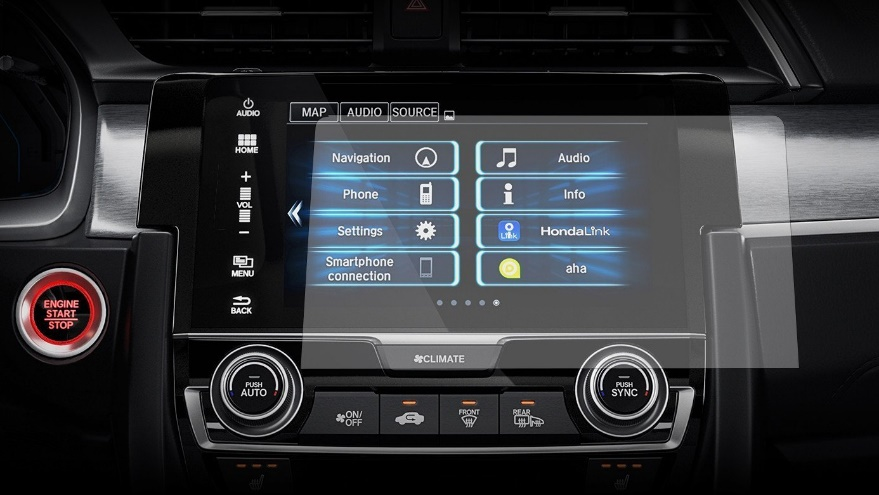 AUDIO
HOME
+
VOL
−
MENU
BACK
MAP AUDIO SOURCE
Navigation
Audio
Phone
Info
Settings
Link
HondaLink
Smartphone
connection
aha
ENGINE
START
STOP
CLIMATE
PUSH
AUTO
ON/
OFF
FRONT
REAR
PUSH
SYNC